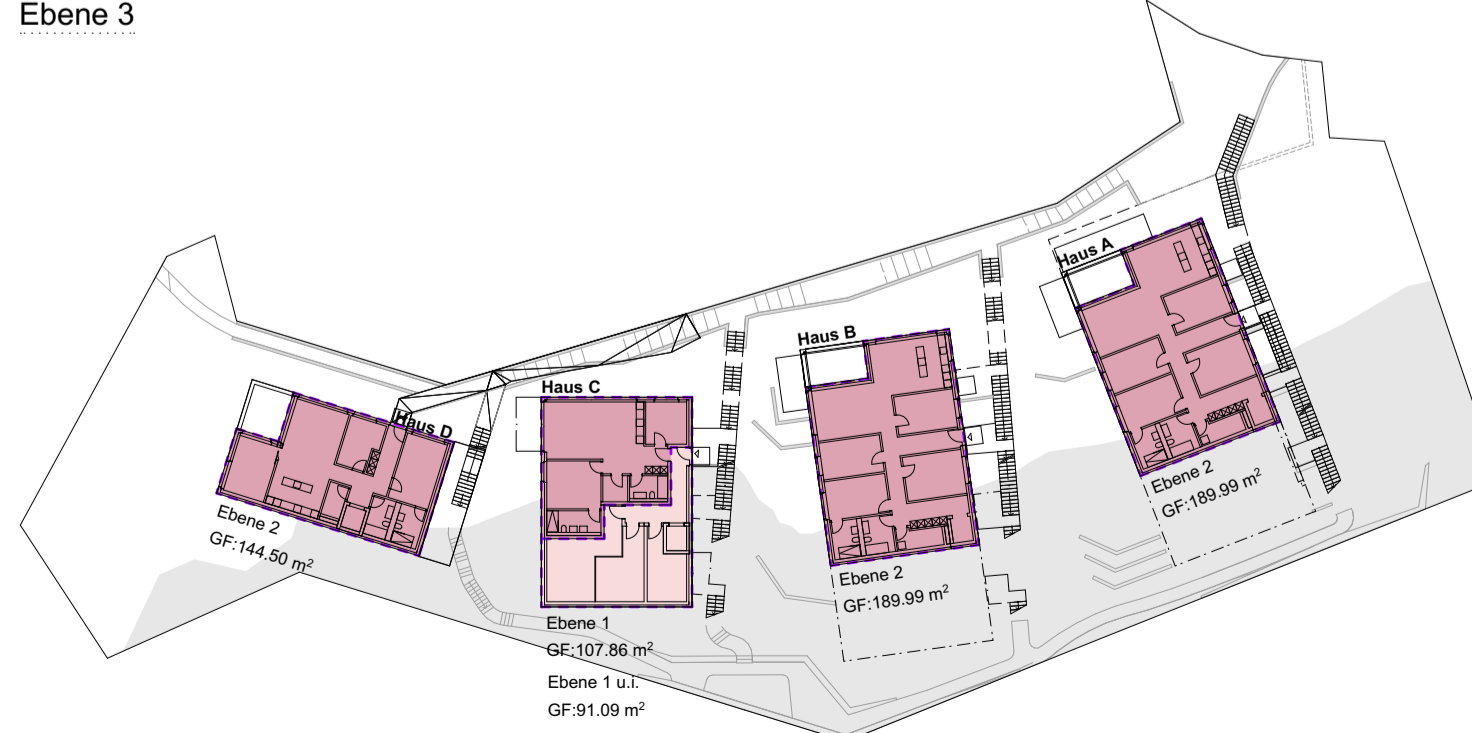 Ebene 3
Haus A
Haus B
Haus C
Haus D
Ebene 2
GF:189.99 m²
Ebene 2
GF:189.99 m²
Ebene 2
GF:144.50 m²
Ebene 1
GF:107.86 m²
Ebene 1 u.i.
GF:91.09 m²